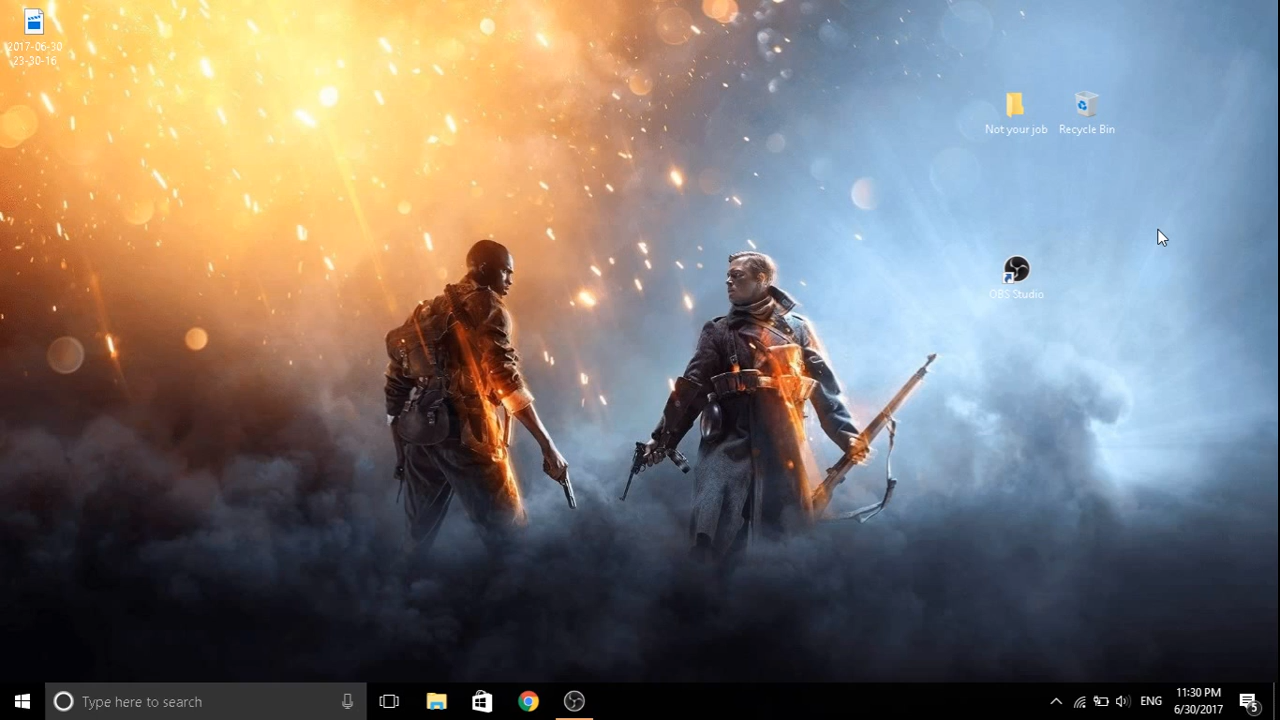 2017-06-30
23-30-16
Not your job
Recycle Bin
OBS Studio
Type here to search
ENG
11:30 PM
6/30/2017
5